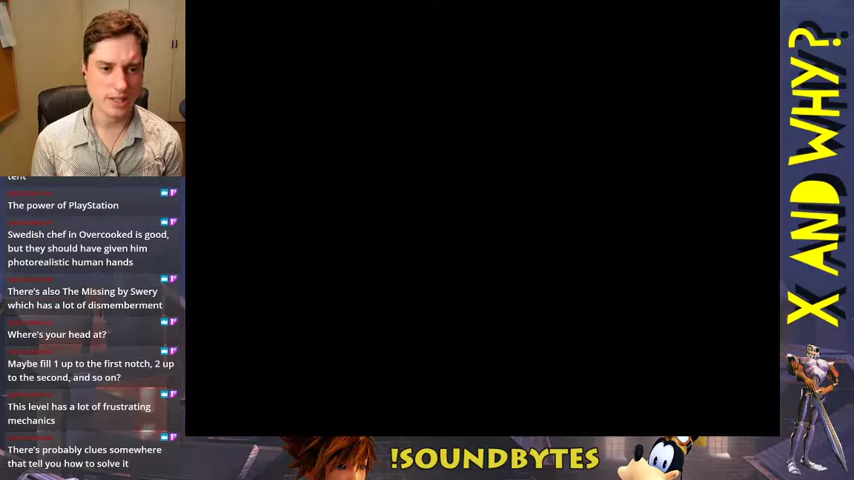 tent
The power of PlayStation
Swedish chef in Overcooked is good,
but they should have given him
photorealistic human hands
There's also The Missing by Swery
which has a lot of dismemberment
Where's your head at?
Maybe fill 1 up to the first notch, 2 up
to the second, and so on?
This level has a lot of frustrating
mechanics
There's probably clues somewhere
that tell you how to solve it
!SOUNDBYTES
X AND WHY?